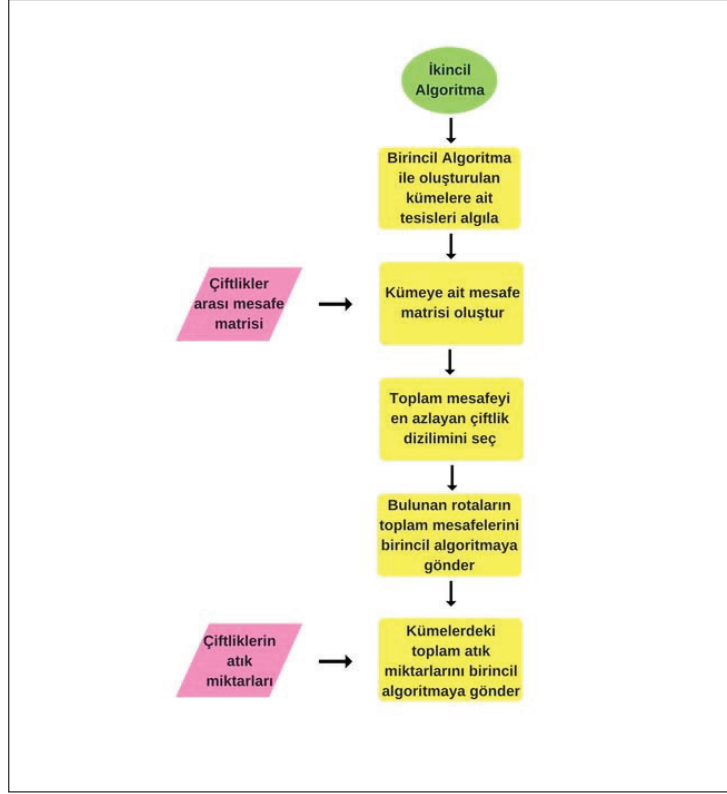 İkincil
Algoritma
Birincil Algoritma
ile oluşturulan
kümelere ait
tesisleri algıla
Çiftlikler
arası mesafe
matrisi
Kümeye ait mesafe
matrisi oluştur
Toplam mesafeyi
en azlayan çiftlik
dizilimini seç
Bulunan rotaların
toplam mesafelerini
birincil algoritmaya
gönder
Çiftliklerin
atık
miktarları
Kümelerdeki
toplam atık
miktarlarını birincil
algoritmaya gönder